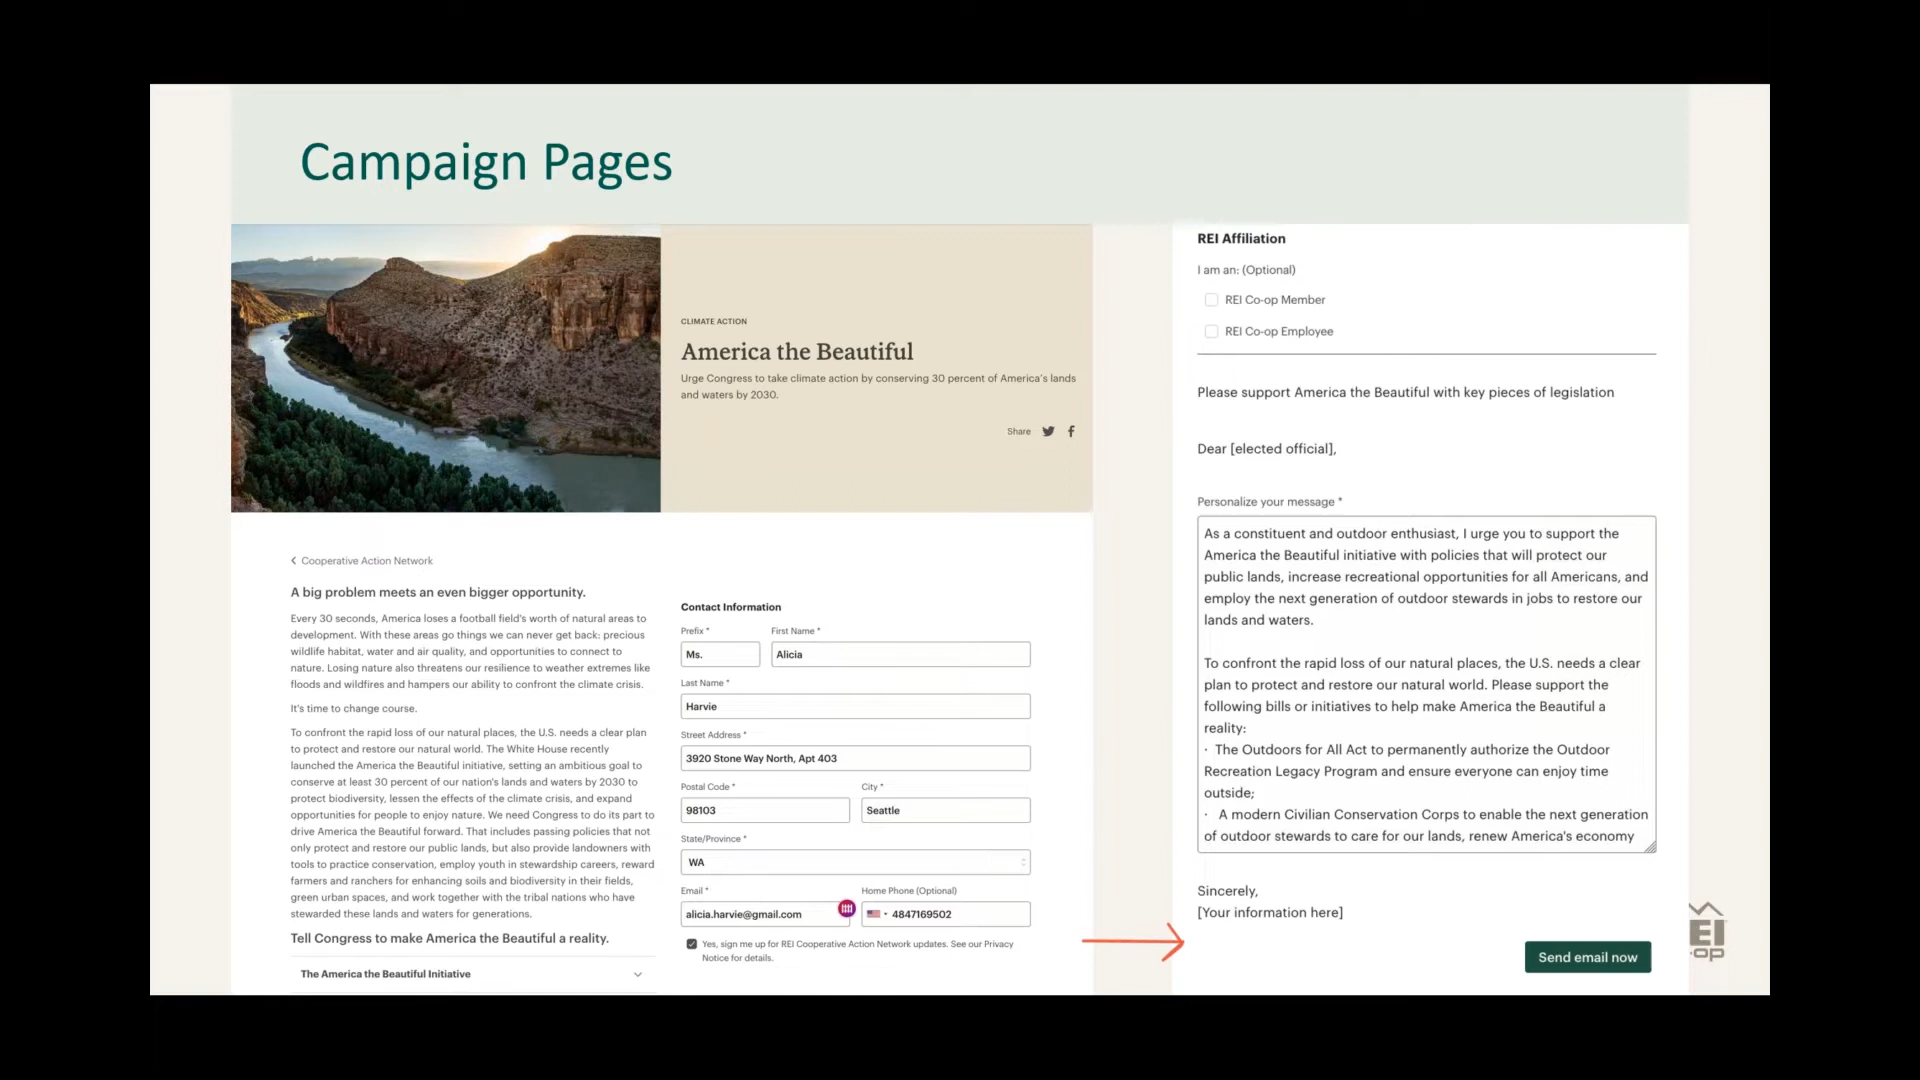 Campaign Pages
CLIMATE ACTION
America the Beautiful
Urge Congress to take climate action by conserving 30 percent of America's lands
and waters by 2030.
Share
Cooperative Action Network
A big problem meets an even bigger opportunity.
Every 30 seconds, America loses a football field's worth of natural areas to
development. With these areas go things we can never get back: precious
wildlife habitat, water and air quality, and opportunities to connect to
nature. Losing nature also threatens our resilience to weather extremes like
floods and wildfires and hampers our ability to confront the climate crisis.
It's time to change course.
To confront the rapid loss of our natural places, the U.S. needs a clear plan
to protect and restore our natural world. The White House recently
launched the America the Beautiful initiative, setting an ambitious goal to
conserve at least 30 percent of our nation's lands and waters by 2030 to
protect biodiversity, lessen the effects of the climate crisis, and expand
opportunities for people to enjoy nature. We need Congress to do its part to
drive America the Beautiful forward. That includes passing policies that not
only protect and restore our public lands, but also provide landowners with
tools to practice conservation, employ youth in stewardship careers, reward
farmers and ranchers for enhancing soils and biodiversity in their fields,
green urban spaces, and work together with the tribal nations who have
stewarded these lands and waters for generations.
Tell Congress to make America the Beautiful a reality.
The America the Beautiful Initiative
Contact Information
Prefix * First Name *
Ms. Alicia
Last Name *
Harvie
Street Address *
3920 Stone Way North, Apt 403
Postal Code * City *
98103 Seattle
State/Province *
WA
Email * Home Phone (Optional)
alicia.harvie@gmail.com 4847169502
Yes, sign me up for REI Cooperative Action Network updates. See our Privacy
Notice for details.
REI Affiliation
I am an: (Optional)
REI Co-op Member
REI Co-op Employee
Please support America the Beautiful with key pieces of legislation
Dear [elected official],
Personalize your message *
As a constituent and outdoor enthusiast, I urge you to support the
America the Beautiful initiative with policies that will protect our
public lands, increase recreational opportunities for all Americans, and
employ the next generation of outdoor stewards in jobs to restore our
lands and waters.
To confront the rapid loss of our natural places, the U.S. needs a clear
plan to protect and restore our natural world. Please support the
following bills or initiatives to help make America the Beautiful a
reality:
· The Outdoors for All Act to permanently authorize the Outdoor
Recreation Legacy Program and ensure everyone can enjoy time
outside;
· A modern Civilian Conservation Corps to enable the next generation
of outdoor stewards to care for our lands, renew America's economy
Sincerely,
[Your information here]
Send email now
EI
·op